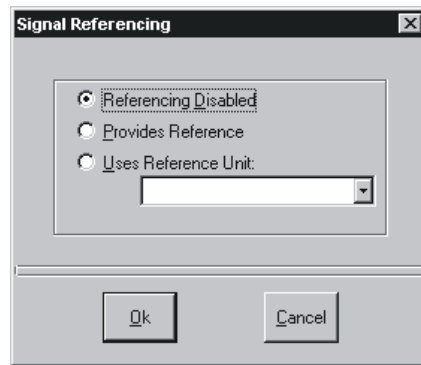 Signal Referencing
Referencing Disabled
Provides Reference
Uses Reference Unit:
Ok
Cancel